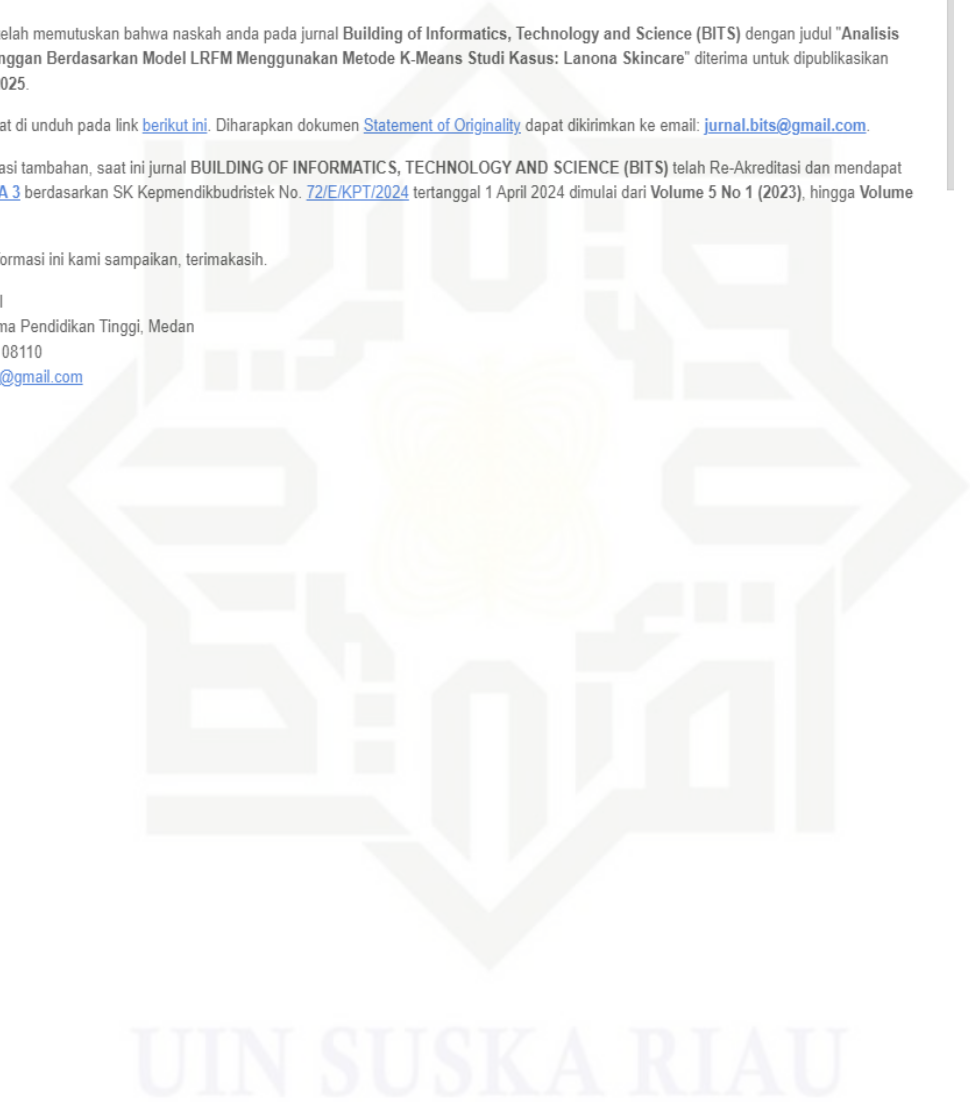 telah memutuskan bahwa naskah anda pada jurnal Building of Informatics, Technology and Science (BITS) dengan judul "Analisis
nggan Berdasarkan Model LRFM Menggunakan Metode K-Means Studi Kasus: Lanona Skincare" diterima untuk dipublikasikan
025.
at di unduh pada link berikut ini. Diharapkan dokumen Statement of Originality dapat dikirimkan ke email: jurnal.bits@gmail.com.
asi tambahan, saat ini jurnal BUILDING OF INFORMATICS, TECHNOLOGY AND SCIENCE (BITS) telah Re-Akreditasi dan mendapat
A 3 berdasarkan SK Kepmendikbudristek No. 72/E/KPT/2024 tertanggal 1 April 2024 dimulai dari Volume 5 No 1 (2023), hingga Volume
ormasi ini kami sampaikan, terimakasih.
l
ma Pendidikan Tinggi, Medan
08110
@gmail.com
UIN SUSKA RIAU